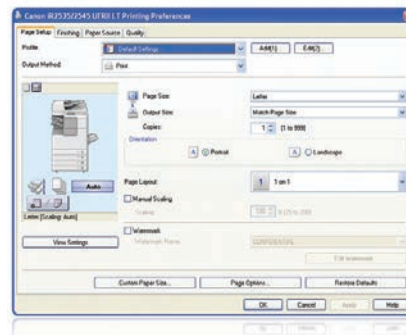 Canon iR2535/2545 UFRII LT Printing Preferences
Page Setup Finishing Paper Source Quality
Profile: Default Settings Add(1)... Edit(2)...
Output Method: Print
Page Size: Letter
Output Size: Match Page Size
Copies: 1 [1 to 999]
Orientation
A Portrait A Landscape
Auto
Page Layout: 1 1 on 1
Manual Scaling
Scaling: 100
Letter [Scaling: Auto]
View Settings
Watermark
Watermark Name: CONFIDENTIAL
Edit Watermark...
Custom Paper Size... Page Options... Restore Defaults
OK Cancel Apply Help